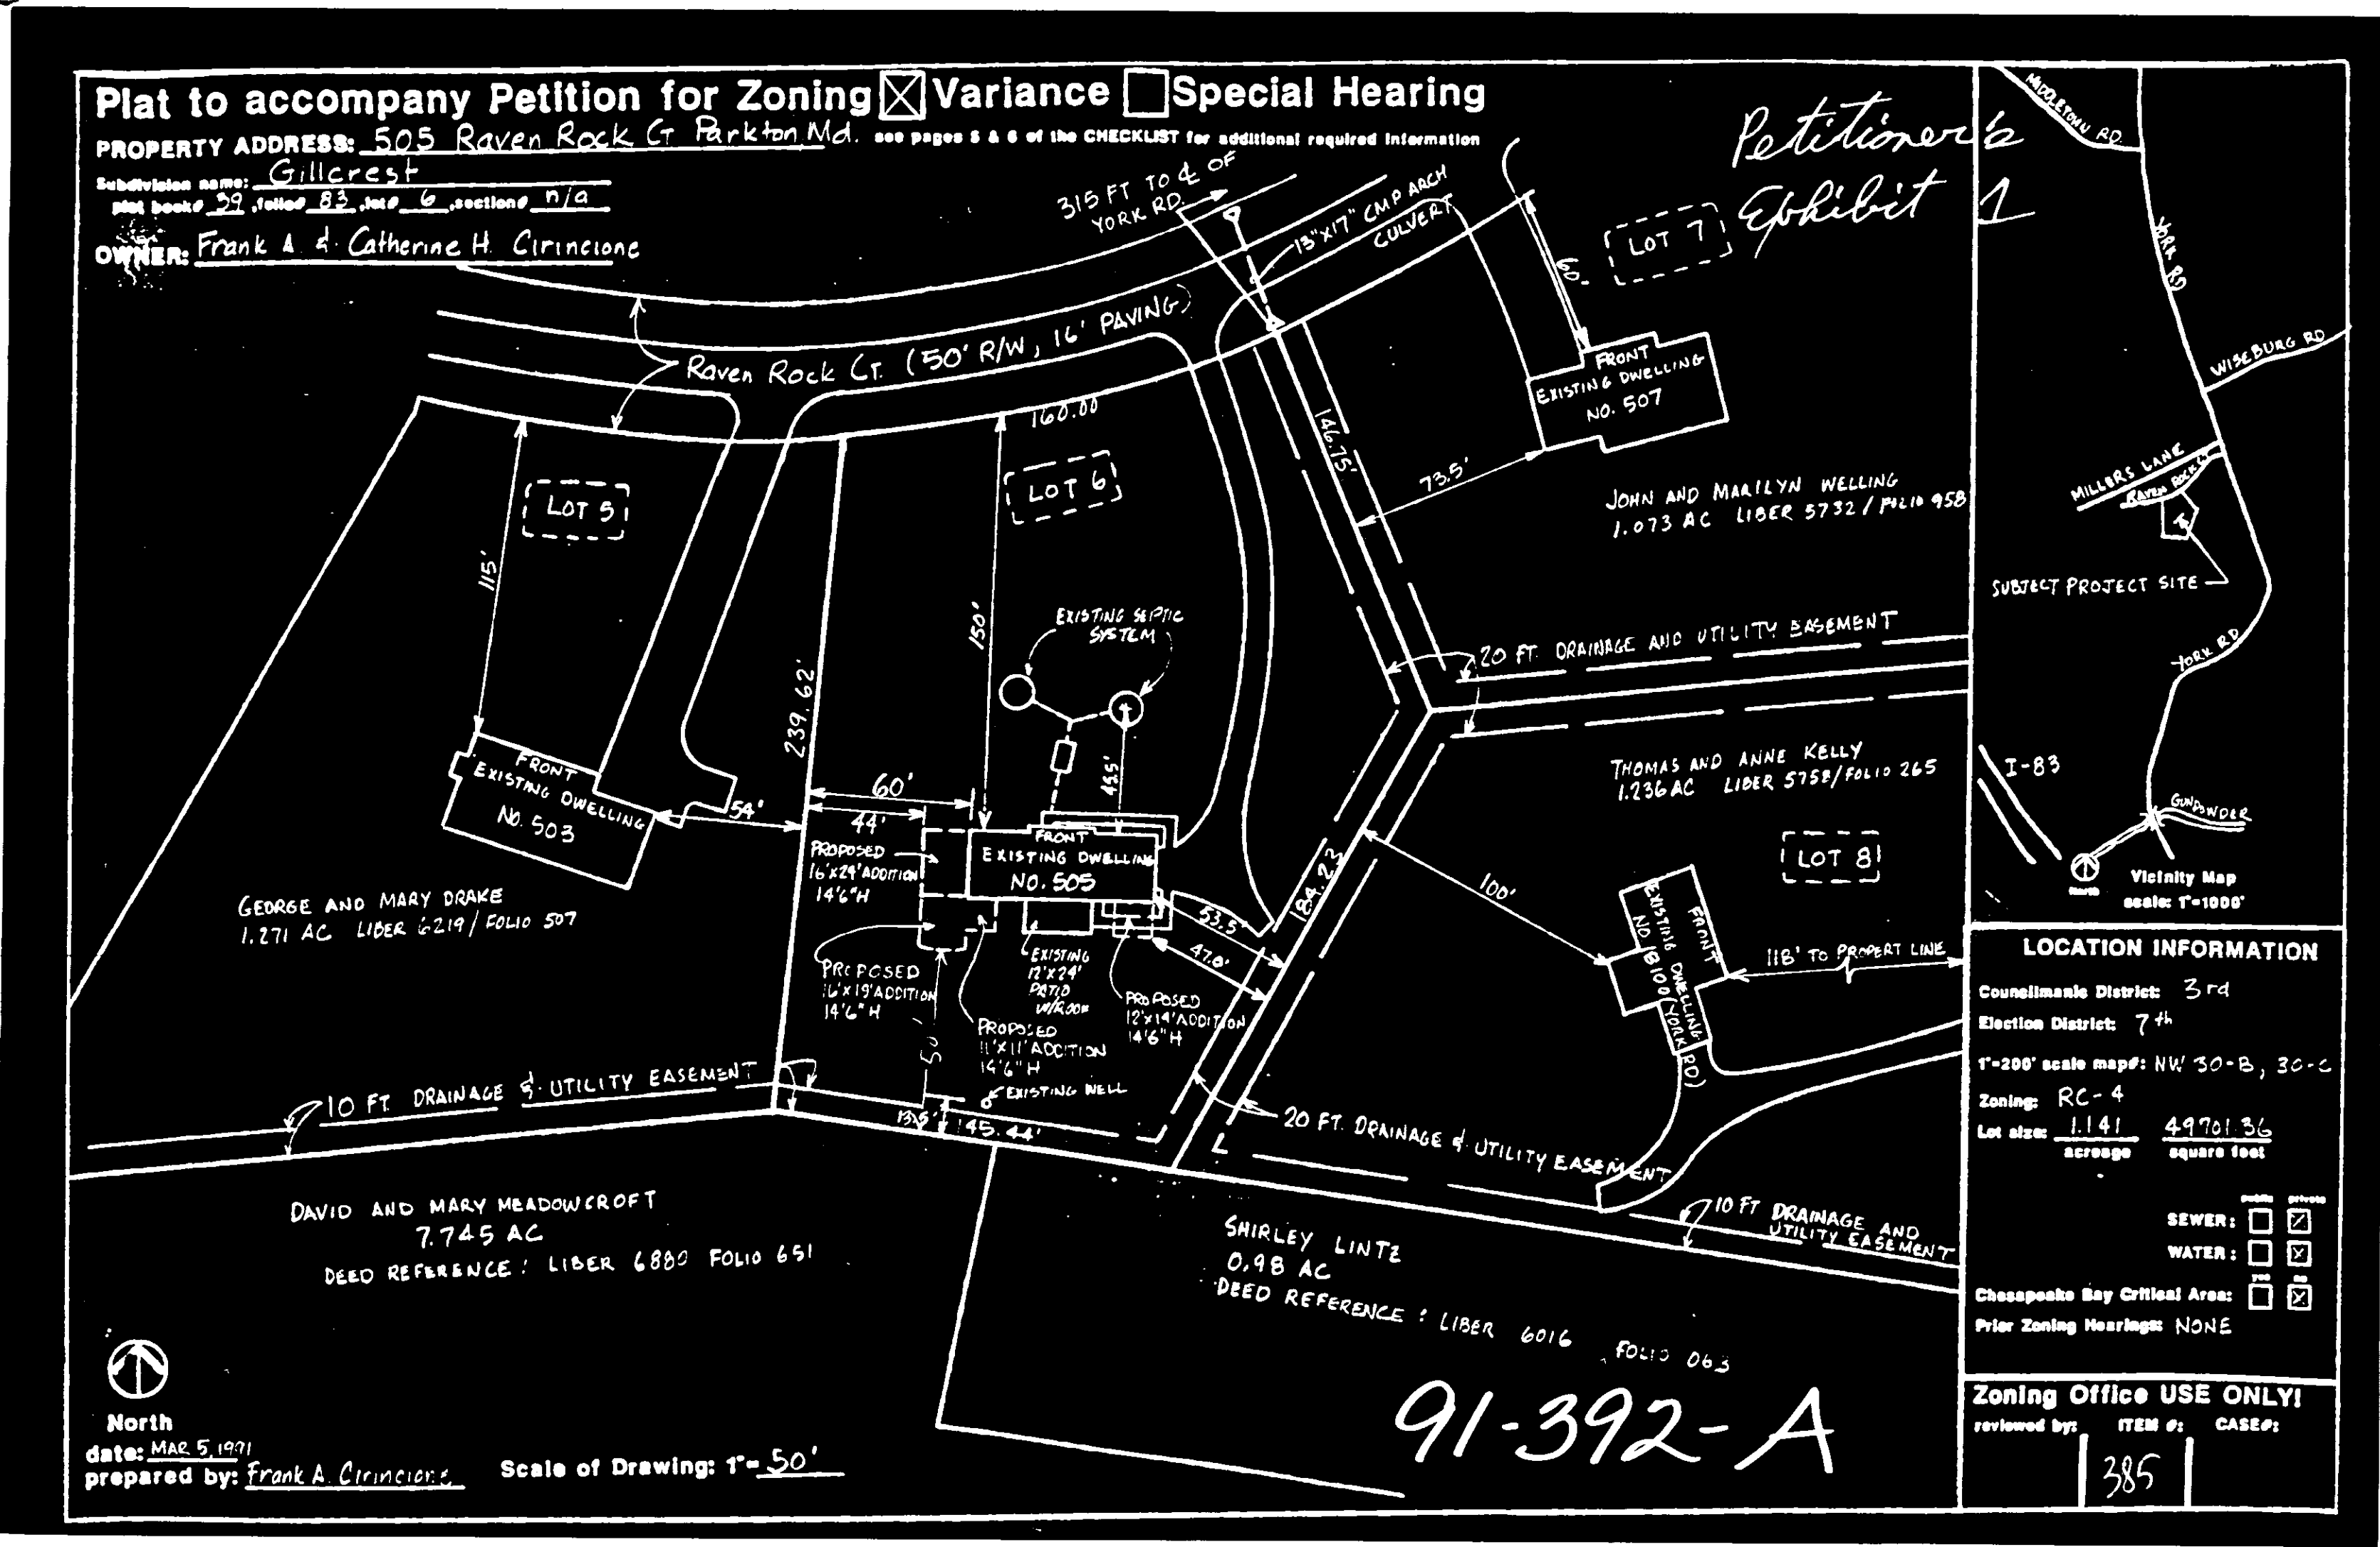 Plat to accompany Petition for Zoning Variance Special Hearing
PROPERTY ADDRESS: 505 Raven Rock Ct Parkton Md. see pages 5 & 6 of the CHECKLIST for additional required information
Subdivision name: Gillcrest
plat book# 39, folio# 83, lot# 6, section# n/a
OWNER: Frank A. & Catherine H. Cirincione
Petitioner's
Exhibit 1
315 FT TO ℄ OF
YORK RD.
13"X17" CMP ARCH
CULVERT
Raven Rock Ct. (50' R/W, 16' PAVING)
160.00
LOT 7
60'
FRONT
EXISTING DWELLING
NO. 507
146.75'
73.5'
JOHN AND MARILYN WELLING
1.073 AC LIBER 5732 / FOLIO 958
LOT 5
115'
LOT 6
150'
EXISTING SEPTIC
SYSTEM
239.62'
45.5'
20 FT. DRAINAGE AND UTILITY EASEMENT
THOMAS AND ANNE KELLY
1.236 AC LIBER 5758/FOLIO 265
LOT 8
FRONT
EXISTING DWELLING
NO. 503
54'
60'
44'
PROPOSED
16'X24' ADDITION
14'6"H
FRONT
EXISTING DWELLING
NO. 505
184.23
100'
FRONT
EXISTING DWELLING
NO 18100 (YORK RD)
118' TO PROPERT LINE
GEORGE AND MARY DRAKE
1.271 AC LIBER 6219/ FOLIO 507
53.5'
47.0'
PROPOSED
16'X19' ADDITION
14'6"H
50'
PROPOSED
11'X11' ADDITION
14'6"H
EXISTING
12'X24'
PATIO
W/ROOF
PROPOSED
12'X14' ADDITION
14'6"H
EXISTING WELL
13.5'
145.44'
10 FT. DRAINAGE & UTILITY EASEMENT
20 FT. DRAINAGE & UTILITY EASEMENT
10 FT DRAINAGE AND
UTILITY EASEMENT
DAVID AND MARY MEADOWCROFT
7.745 AC
DEED REFERENCE: LIBER 6880 FOLIO 651
SHIRLEY LINTZ
0.98 AC
DEED REFERENCE: LIBER 6016 FOLIO 063
91-392-A
North
date: MAR 5, 1991
prepared by: Frank A. Cirincione
Scale of Drawing: 1"= 50'
MIDDLETOWN RD.
YORK RD
WISEBURG RD
MILLERS LANE
RAVEN ROCK CT
SUBJECT PROJECT SITE
YORK RD
I-83
GUNPOWDER
North
Vicinity Map
scale: 1"=1000'
LOCATION INFORMATION
Councilmanic District: 3rd
Election District: 7th
1"=200' scale map#: NW 30-B, 30-C
Zoning: RC-4
Lot size: 1.141 49701.36
acreage square feet
public private
SEWER:
WATER:
yes no
Chesapeake Bay Critical Area:
Prior Zoning Hearings: NONE
Zoning Office USE ONLY!
reviewed by: ITEM #: CASE#:
385